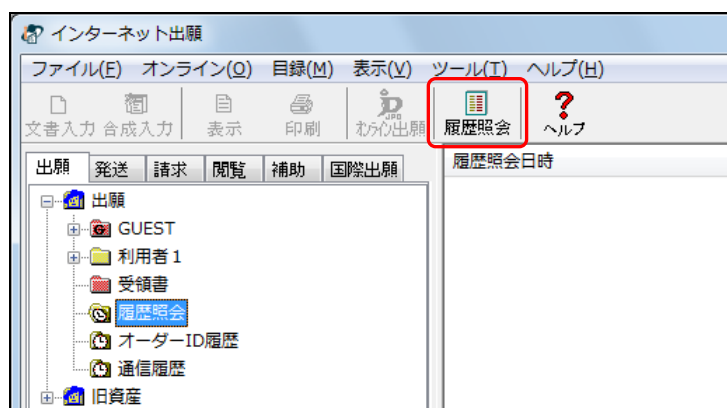 インターネット出願
ファイル(F) オンライン(O) 目録(M) 表示(V) ツール(T) ヘルプ(H)
文書入力 合成入力 表示 印刷 オンライン出願 履歴照会 ヘルプ
出願 発送 請求 閲覧 補助 国際出願 履歴照会日時
出願
GUEST
利用者1
受領書
履歴照会
オーダーID履歴
通信履歴
旧資産